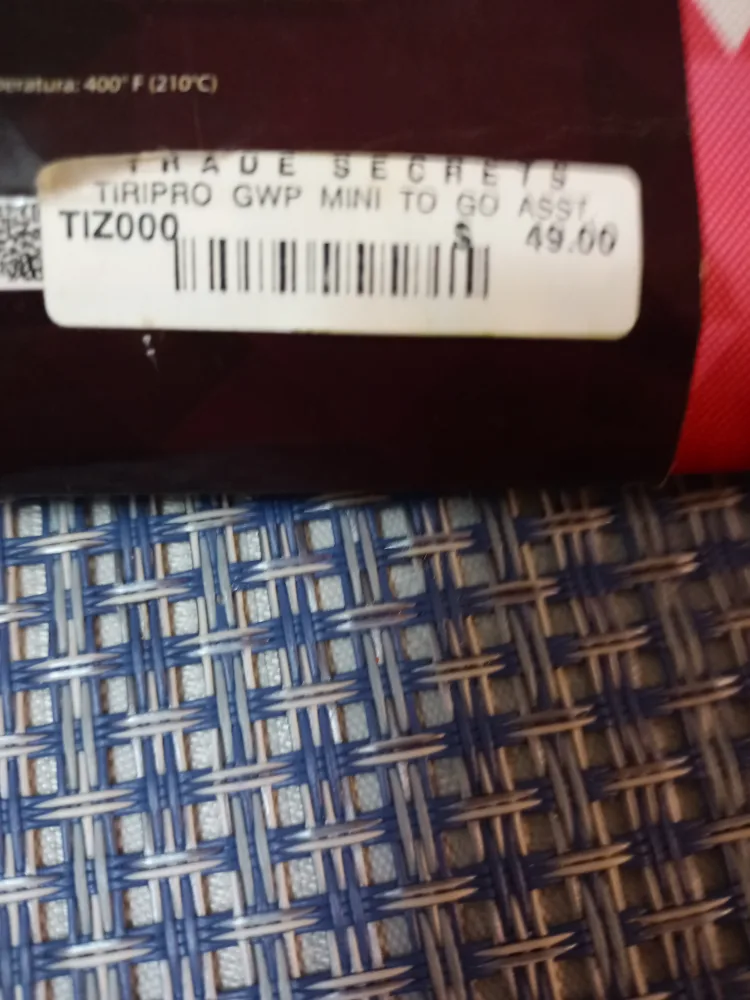 peratura: 400° F (210°C)
TRADE SECRETS
TIRIPRO GWP MINI TO GO ASST
TIZ000
$ 49.00